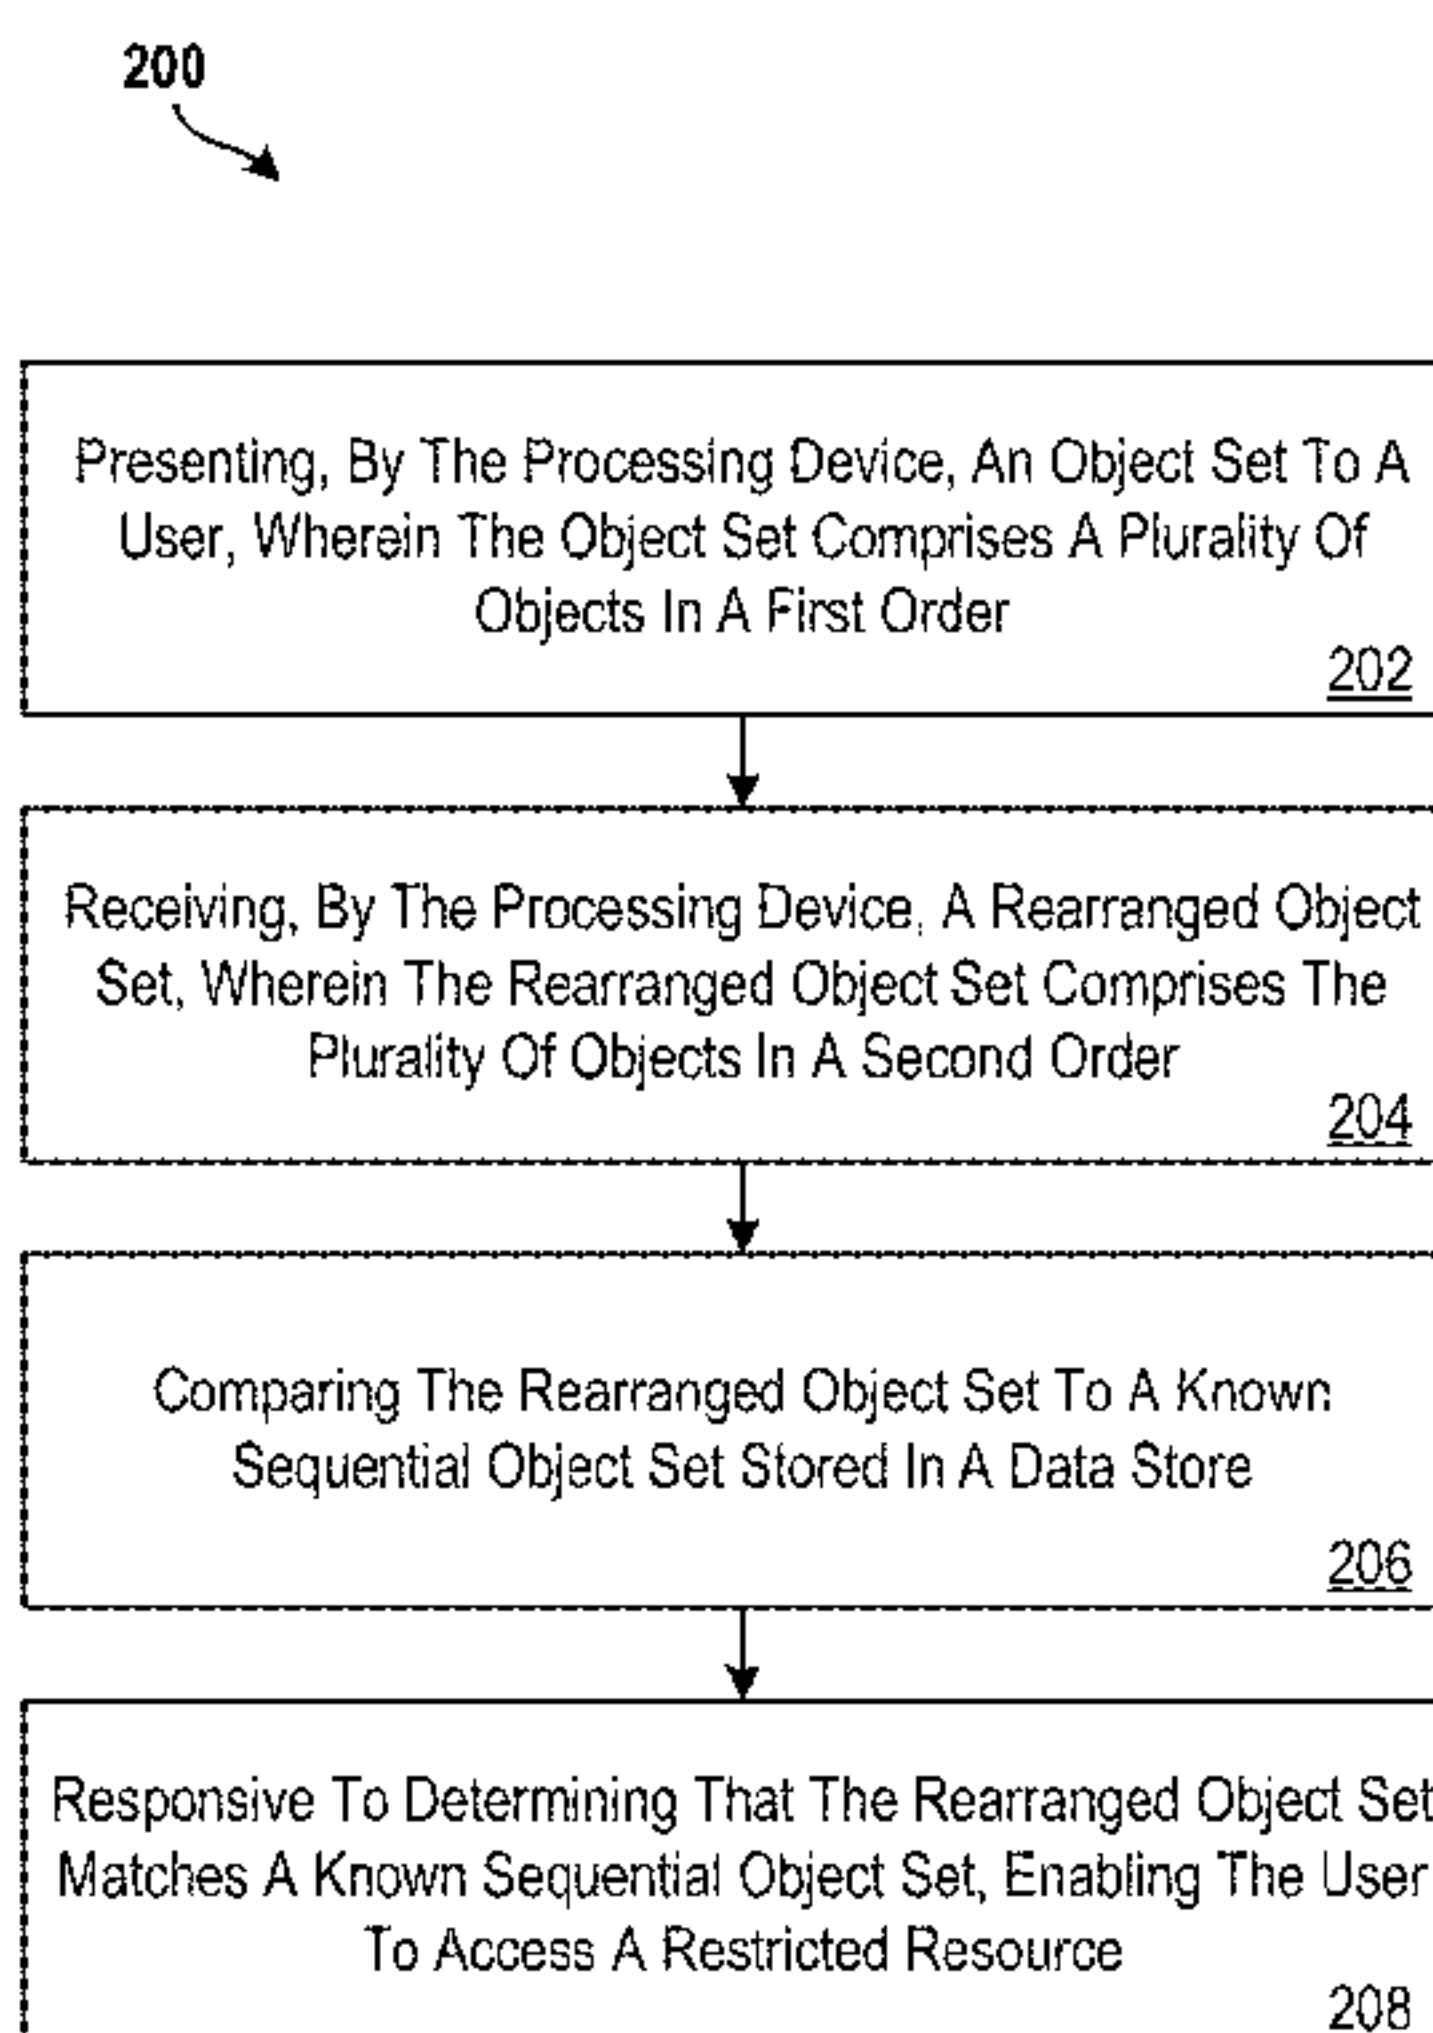 200
Presenting, By The Processing Device, An Object Set To A
User, Wherein The Object Set Comprises A Plurality Of
Objects In A First Order
202
Receiving, By The Processing Device, A Rearranged Object
Set, Wherein The Rearranged Object Set Comprises The
Plurality Of Objects In A Second Order
204
Comparing The Rearranged Object Set To A Known
Sequential Object Set Stored In A Data Store
206
Responsive To Determining That The Rearranged Object Set
Matches A Known Sequential Object Set, Enabling The User
To Access A Restricted Resource
208